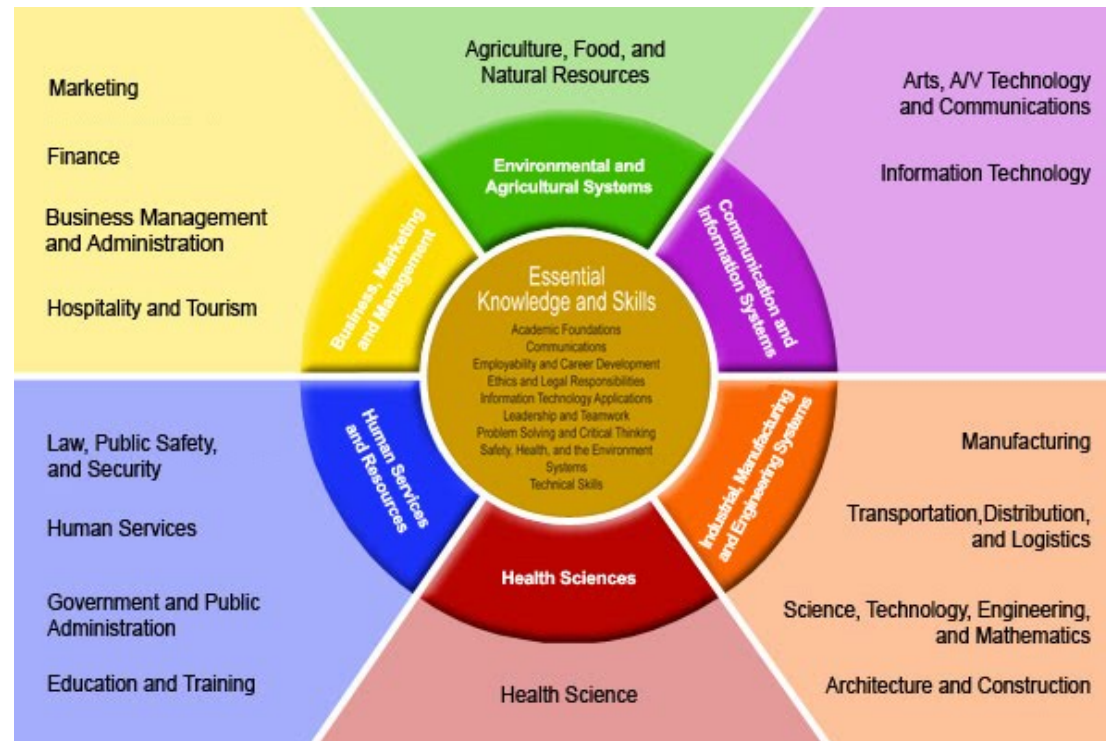 Agriculture, Food, and
Natural Resources
Environmental and
Agricultural Systems
Arts, A/V Technology
and Communications
Information Technology
Communication and
Information Systems
Marketing
Finance
Business Management
and Administration
Hospitality and Tourism
Business, Marketing
and Management
Essential
Knowledge and Skills
Academic Foundations
Communications
Employability and Career Development
Ethics and Legal Responsibilities
Information Technology Applications
Leadership and Teamwork
Problem Solving and Critical Thinking
Safety, Health, and the Environment
Systems
Technical Skills
Law, Public Safety,
and Security
Human Services
Government and Public
Administration
Education and Training
Human Services
and Resources
Health Sciences
Health Science
Industrial, Manufacturing
and Engineering Systems
Manufacturing
Transportation,Distribution,
and Logistics
Science, Technology, Engineering,
and Mathematics
Architecture and Construction